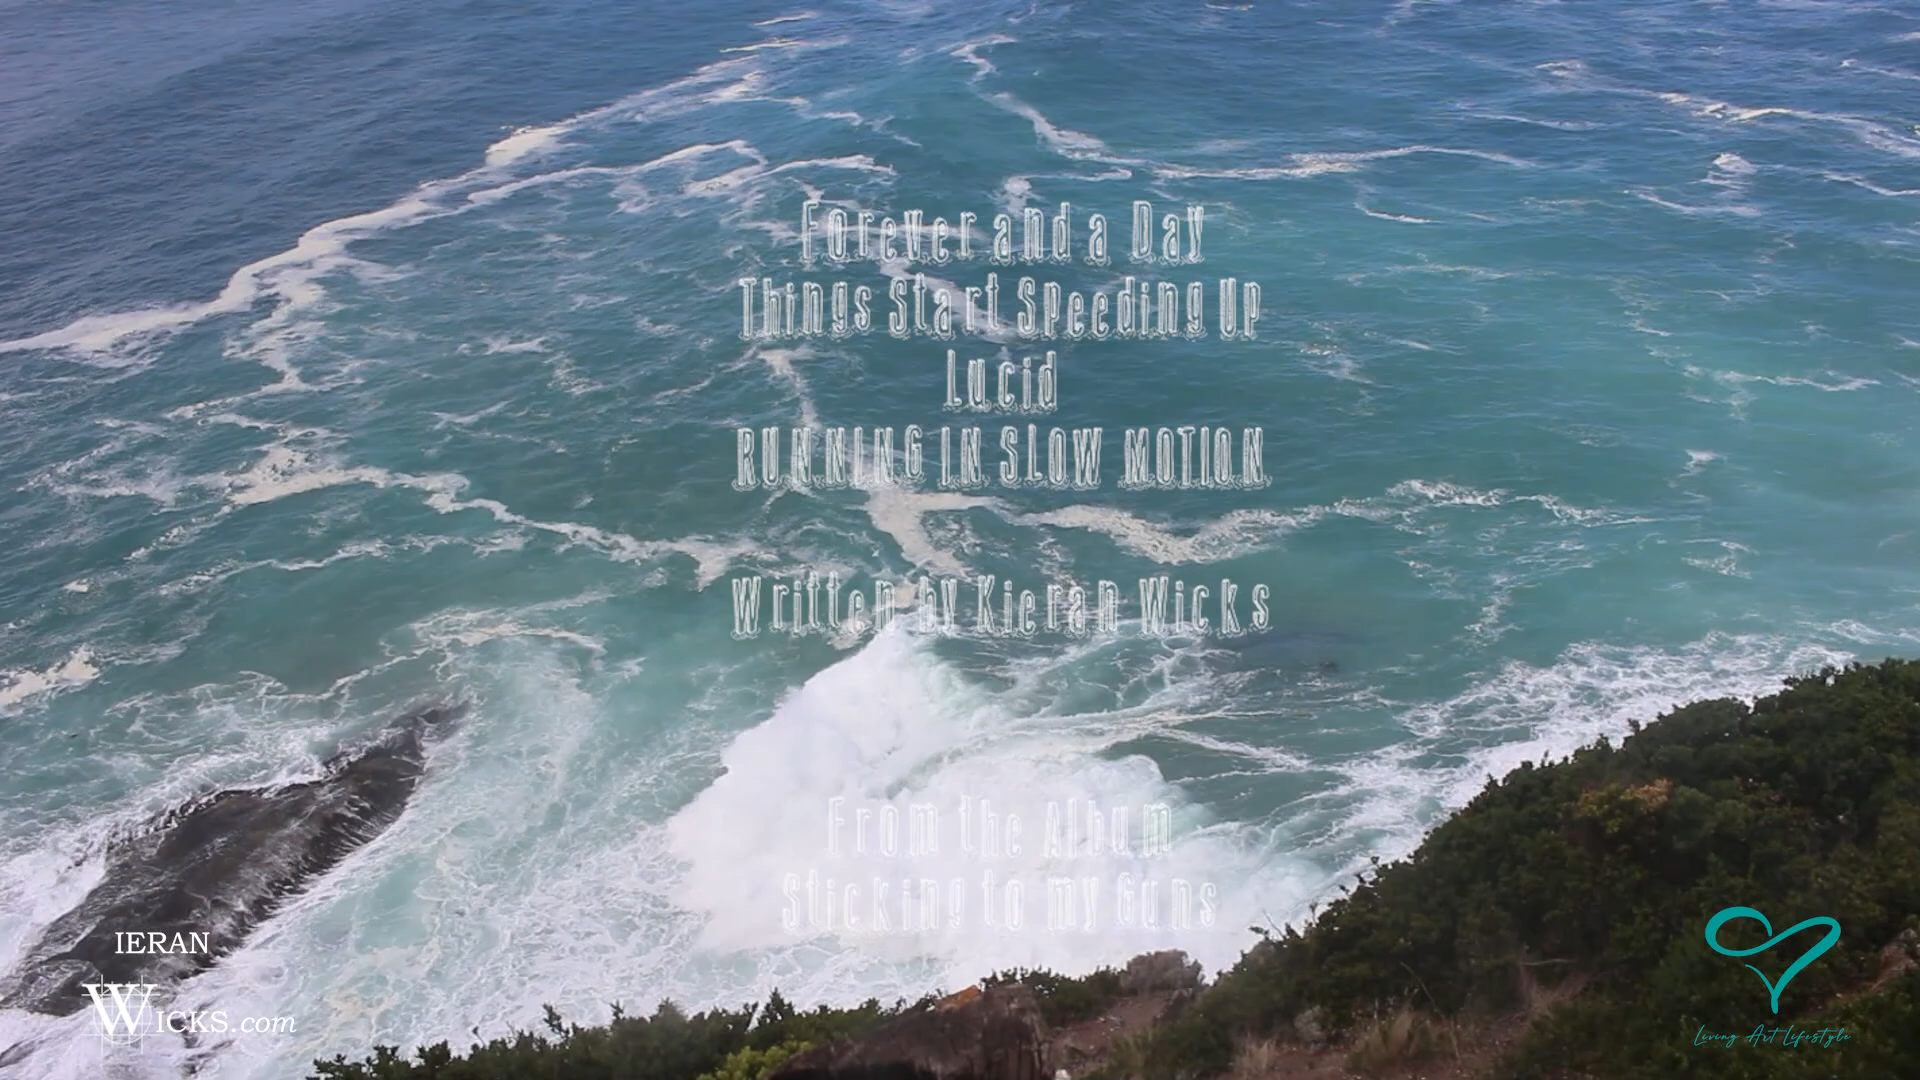 Forever and a Day
Things Start Speeding Up
Lucid
RUNNING IN SLOW MOTION
Written by Kieran Wicks
From the Album
Sticking to my Guns
IERAN
WICKS.com
Living Art Lifestyle